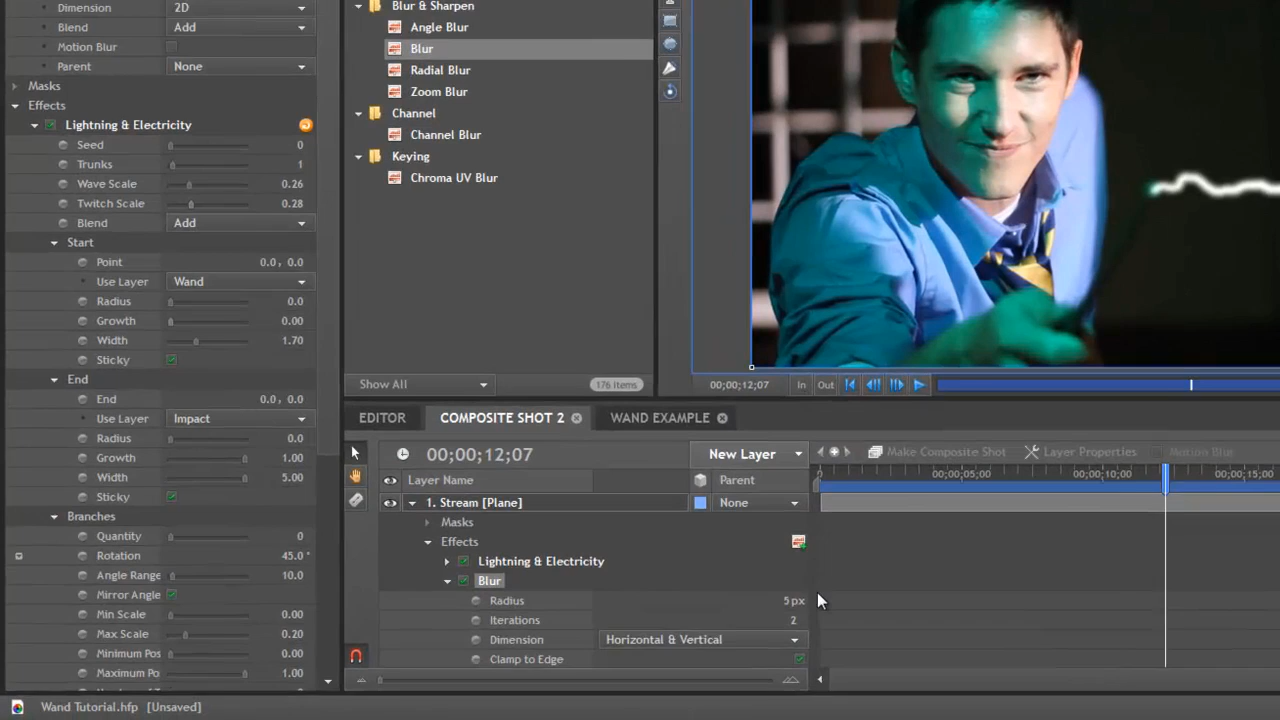 Dimension 2D
Blend Add
Motion Blur
Parent None
Masks
Effects
Lightning & Electricity
Seed 0
Trunks 1
Wave Scale 0.26
Twitch Scale 0.28
Blend Add
Start
Point 0.0, 0.0
Use Layer Wand
Radius 0.0
Growth 0.00
Width 1.70
Sticky
End
End 0.0, 0.0
Use Layer Impact
Radius 0.0
Growth 1.00
Width 5.00
Sticky
Branches
Quantity 0
Rotation 45.0 °
Angle Range 10.0
Mirror Angle
Min Scale 0.00
Max Scale 0.20
Minimum Pos 0.00
Maximum Po 1.00
Blur & Sharpen
Angle Blur
Blur
Radial Blur
Zoom Blur
Channel
Channel Blur
Keying
Chroma UV Blur
Show All 176 Items
00;00;12;07 In Out
EDITOR COMPOSITE SHOT 2 WAND EXAMPLE
00;00;12;07 New Layer Make Composite Shot Layer Properties Motion Blur
Layer Name Parent 00;00;05;00 00;00;10;00 00;00;15;00
1. Stream [Plane] None
Masks
Effects
Lightning & Electricity
Blur
Radius 5px
Iterations 2
Dimension Horizontal & Vertical
Clamp to Edge
Wand Tutorial.hfp [Unsaved]